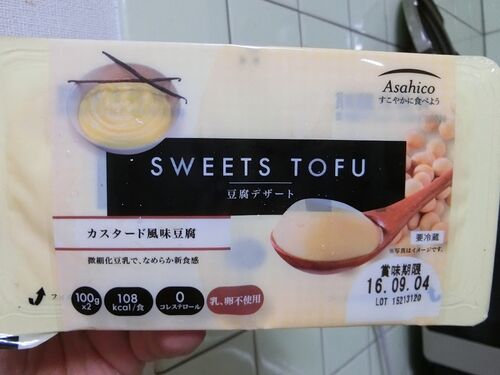 Asahico
すこやかに食べよう
SWEETS TOFU
豆腐デザート
カスタード風味豆腐
微細化豆乳で、なめらか新食感
要冷蔵
※写真はイメージです。
100g
×2
108
kcal/食
0
コレステロール
乳、卵不使用
賞味期限
16.09.04
LOT 15213120